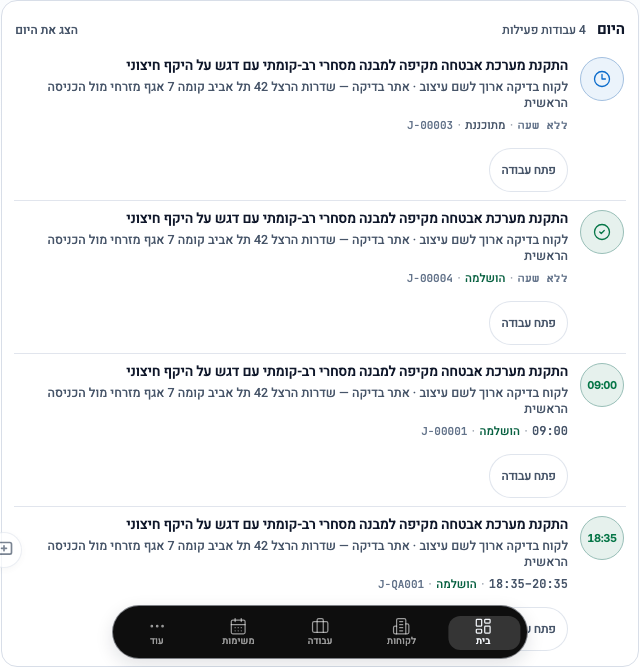 היום 4 עבודות פעילות הצג את היום
התקנת מערכת אבטחה מקיפה למבנה מסחרי רב-קומתי עם דגש על היקף חיצוני
לקוח בדיקה ארוך לשם עיצוב · אתר בדיקה — שדרות הרצל 42 תל אביב קומה 7 אגף מזרחי מול הכניסה
הראשית
ללא שעה · מתוכננת · J-00003
פתח עבודה
התקנת מערכת אבטחה מקיפה למבנה מסחרי רב-קומתי עם דגש על היקף חיצוני
לקוח בדיקה ארוך לשם עיצוב · אתר בדיקה — שדרות הרצל 42 תל אביב קומה 7 אגף מזרחי מול הכניסה
הראשית
ללא שעה · הושלמה · J-00004
פתח עבודה
09:00
התקנת מערכת אבטחה מקיפה למבנה מסחרי רב-קומתי עם דגש על היקף חיצוני
לקוח בדיקה ארוך לשם עיצוב · אתר בדיקה — שדרות הרצל 42 תל אביב קומה 7 אגף מזרחי מול הכניסה
הראשית
09:00 · הושלמה · J-00001
פתח עבודה
18:35
התקנת מערכת אבטחה מקיפה למבנה מסחרי רב-קומתי עם דגש על היקף חיצוני
לקוח בדיקה ארוך לשם עיצוב · אתר בדיקה — שדרות הרצל 42 תל אביב קומה 7 אגף מזרחי מול הכניסה
הראשית
18:35–20:35 · הושלמה · J-QA001
פתח
בית לקוחות עבודה משימות עוד